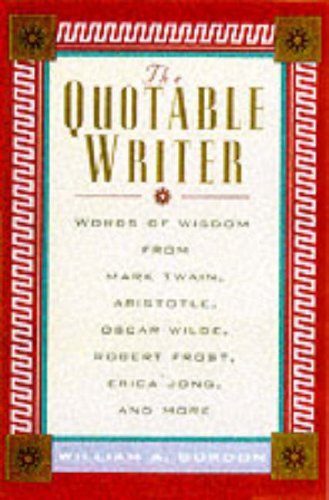 The
QUOTABLE
WRITER
WORDS OF WISDOM
FROM
MARK TWAIN,
ARISTOTLE,
OSCAR WILDE,
ROBERT FROST,
ERICA JONG,
AND MORE
WILLIAM A. GORDON